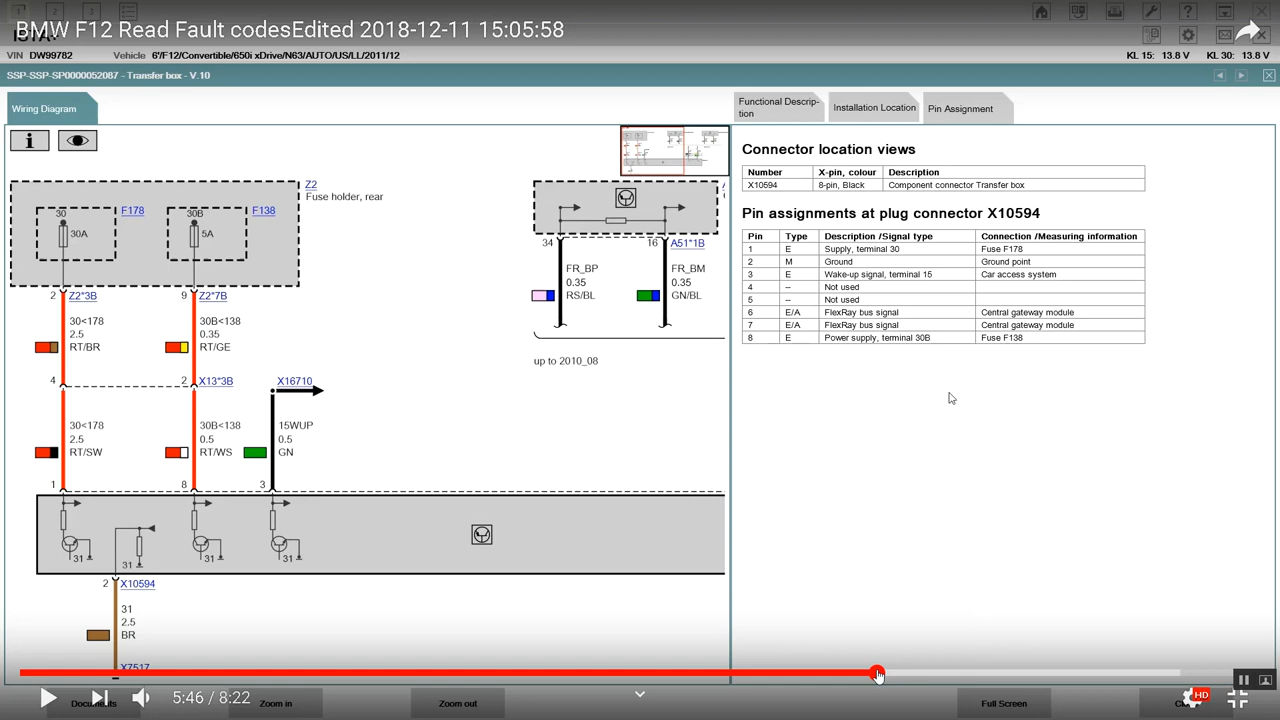 BMW F12 Read Fault codesEdited 2018-12-11 15:05:58
VIN DW99782 Vehicle 6'/F12/Convertible/650i xDrive/N63/AUTO/US/LL/2011/12 KL 15: 13.8 V KL 30: 13.8 V
SSP-SSP-SP0000052087 - Transfer box - V.10
Wiring Diagram
Functional Descrip-
tion
Installation Location
Pin Assignment
Z2
Fuse holder, rear
30 F178
30A
30B F138
5A
34 16 A51*1B
FR_BP
0.35
RS/BL
FR_BM
0.35
GN/BL
up to 2010_08
2 Z2*3B
9 Z2*7B
30<178
2.5
RT/BR
30B<138
0.35
RT/GE
4 2 X13*3B X16710
30<178
2.5
RT/SW
30B<138
0.5
RT/WS
15WUP
0.5
GN
1 8 3
31 31 31 31
2 X10594
31
2.5
BR
X7517
Connector location views
Number X-pin, colour Description
X10594 8-pin, Black Component connector Transfer box
Pin assignments at plug connector X10594
Pin Type Description /Signal type Connection /Measuring information
1 E Supply, terminal 30 Fuse F178
2 M Ground Ground point
3 E Wake-up signal, terminal 15 Car access system
4 – Not used
5 – Not used
6 E/A FlexRay bus signal Central gateway module
7 E/A FlexRay bus signal Central gateway module
8 E Power supply, terminal 30B Fuse F138
5:46 / 8:22
HD
Documents Zoom in Zoom out Full Screen